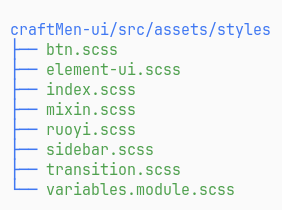 craftMen-ui/src/assets/styles
├── btn.scss
├── element-ui.scss
├── index.scss
├── mixin.scss
├── ruoyi.scss
├── sidebar.scss
├── transition.scss
└── variables.module.scss